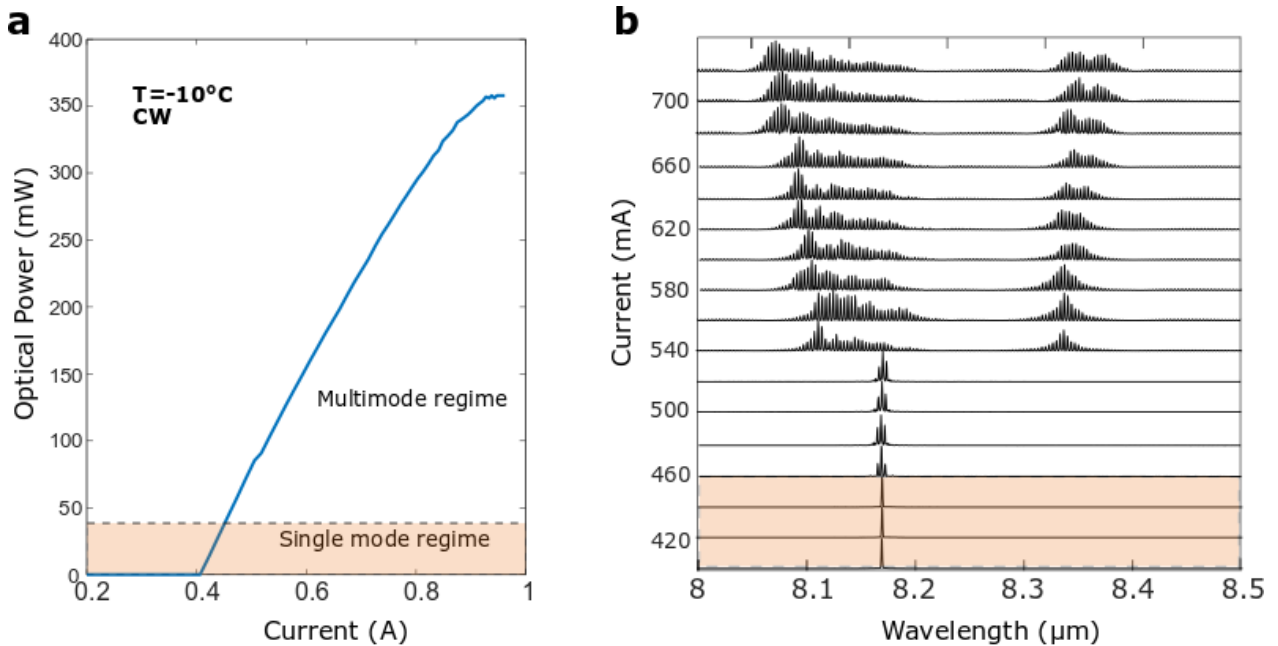 a
400
350
300
250
200
150
100
50
0
Optical Power (mW)
T=-10°C
CW
Multimode regime
Single mode regime
0.2
0.4
0.6
0.8
1
Current (A)
b
700
660
620
580
540
500
460
420
Current (mA)
8
8.1
8.2
8.3
8.4
8.5
Wavelength (μm)